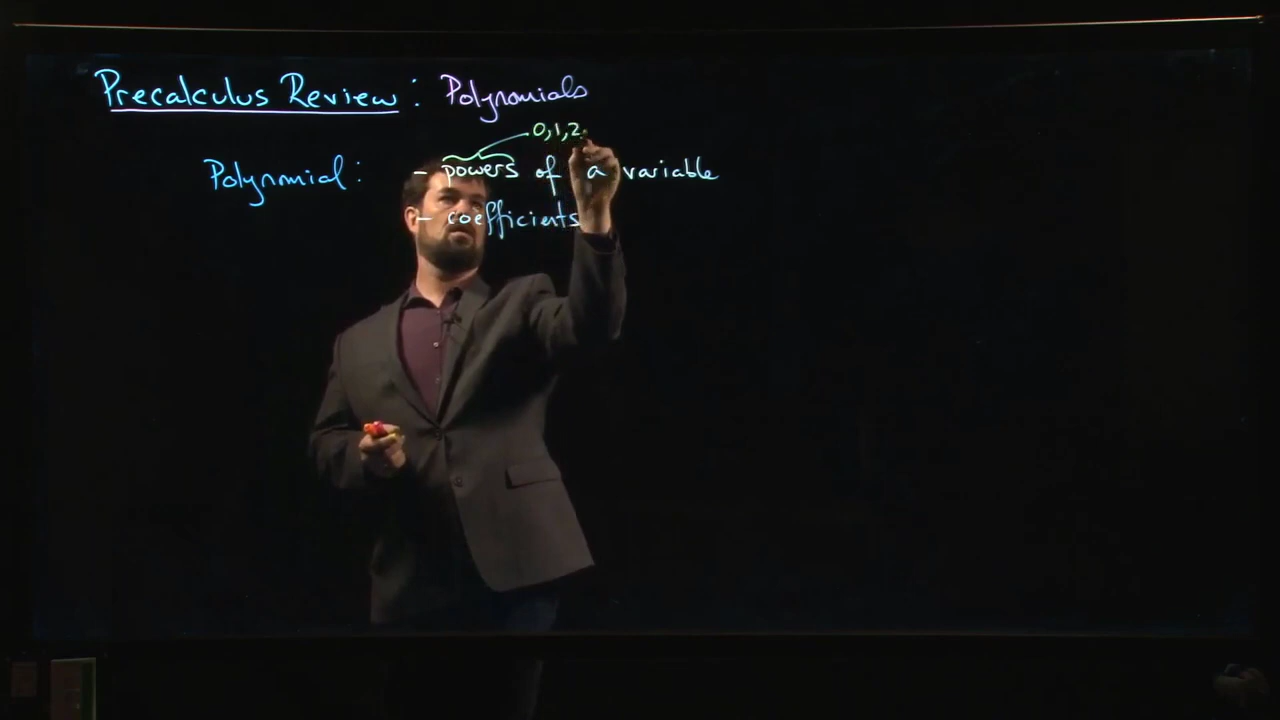 Precalculus Review: Polynomials
0,1,2
Polynomial: - powers of a variable
- coefficients